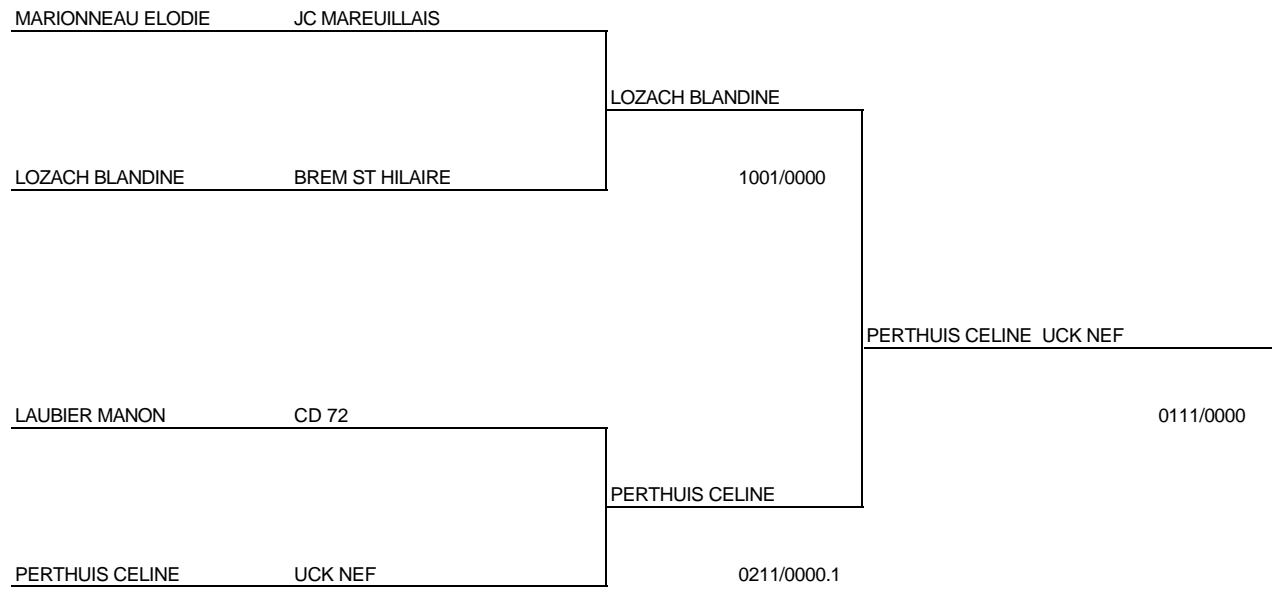 MARIONNEAU ELODIE JC MAREUILLAIS
LOZACH BLANDINE
LOZACH BLANDINE BREM ST HILAIRE 1001/0000
PERTHUIS CELINE UCK NEF
LAUBIER MANON CD 72 0111/0000
PERTHUIS CELINE
PERTHUIS CELINE UCK NEF 0211/0000.1